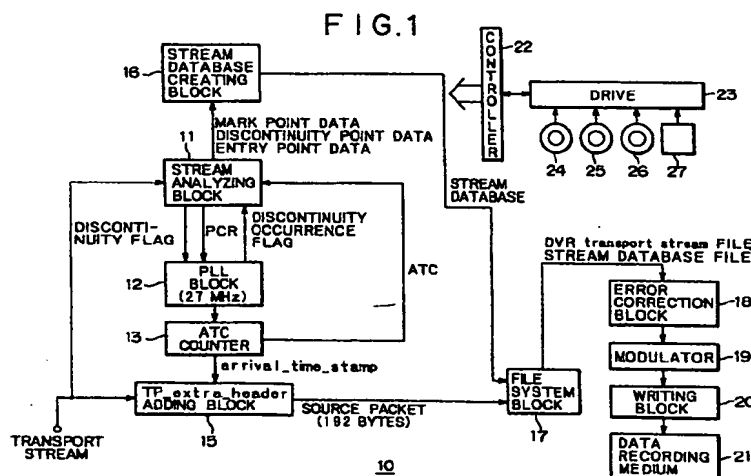 FIG.1
STREAM
DATABASE
CREATING
BLOCK
16
CONTROLLER
22
DRIVE
23
24
25
26
27
MARK POINT DATA
DISCONTINUITY POINT DATA
ENTRY POINT DATA
11
STREAM
ANALYZING
BLOCK
STREAM
DATABASE
DISCONTI-
NUITY FLAG
PCR
DISCONTINUITY
OCCURRENCE
FLAG
ATC
DVR transport stream FILE
STREAM DATABASE FILE
12
PLL
BLOCK
(27 MHz)
ERROR
CORRECTION
BLOCK
18
13
ATC
COUNTER
MODULATOR
19
arrival_time_stamp
TP_extra_header
ADDING BLOCK
15
SOURCE PACKET
(192 BYTES)
FILE
SYSTEM
BLOCK
17
WRITING
BLOCK
20
TRANSPORT
STREAM
DATA
RECORDING
MEDIUM
21
10